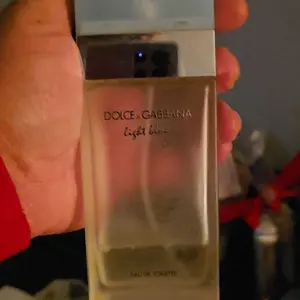 DOLCE & GABBANA
light blue
EAU DE TOILETTE